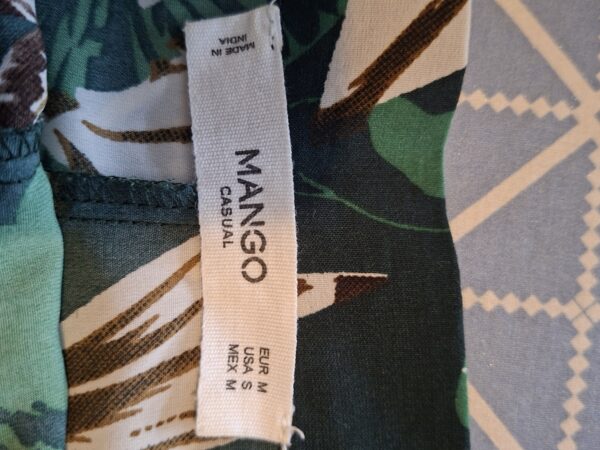 MADE IN
INDIA
MANGO
CASUAL
EUR M
USA S
MEX M